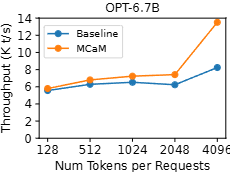 OPT-6.7B
Throughput (K t/s)
14
12
10
8
6
4
2
0
Baseline
MCaM
128 512 1024 2048 4096
Num Tokens per Requests